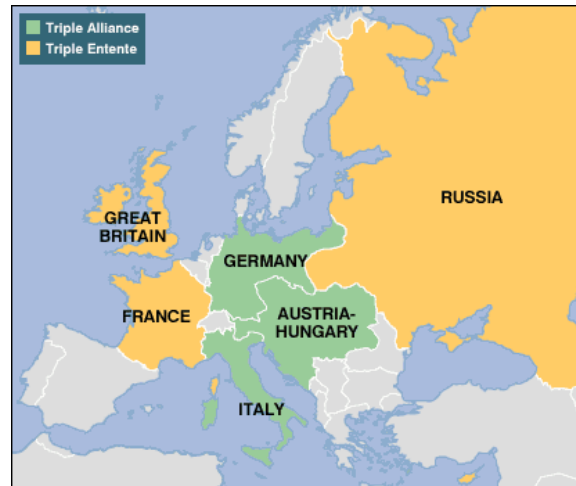 Triple Alliance
Triple Entente
RUSSIA
GREAT
BRITAIN
GERMANY
FRANCE
AUSTRIA-
HUNGARY
ITALY